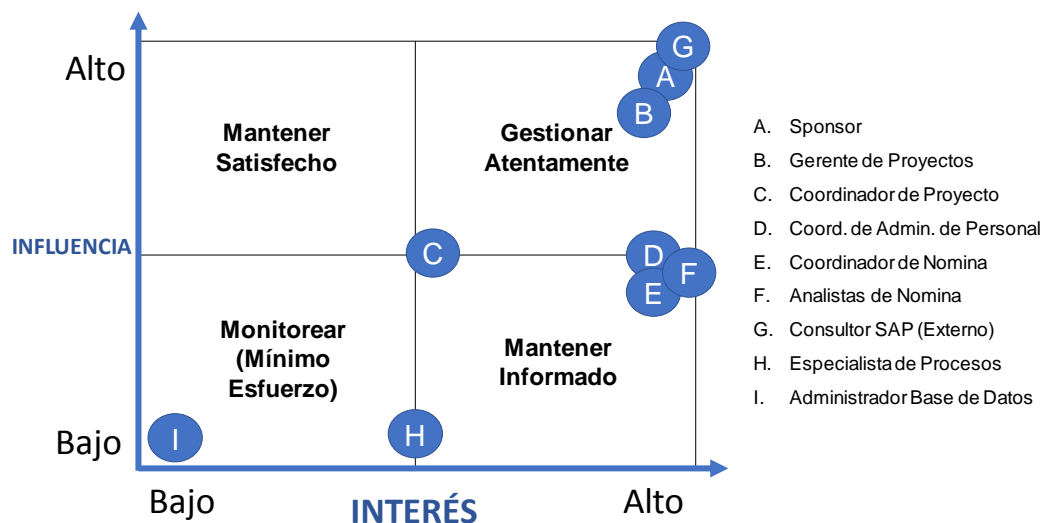 Alto
G
A
B
Mantener
Satisfecho
Gestionar
Atentamente
INFLUENCIA
C
D
F
E
Monitorear
(Mínimo
Esfuerzo)
Mantener
Informado
I
H
Bajo
Bajo
INTERÉS
Alto
A. Sponsor
B. Gerente de Proyectos
C. Coordinador de Proyecto
D. Coord. de Admin. de Personal
E. Coordinador de Nomina
F. Analistas de Nomina
G. Consultor SAP (Externo)
H. Especialista de Procesos
I. Administrador Base de Datos